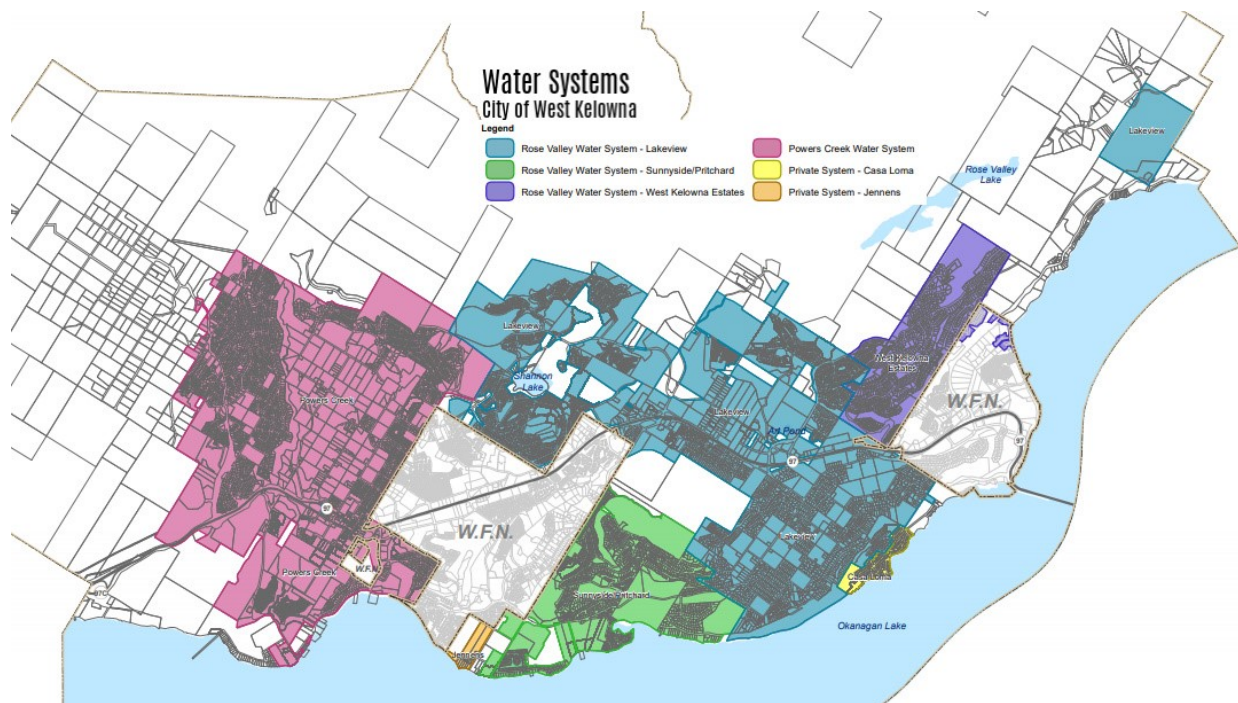 Water Systems
City of West Kelowna
Legend
Rose Valley Water System - Lakeview
Rose Valley Water System - Sunnyside/Pritchard
Rose Valley Water System - West Kelowna Estates
Powers Creek Water System
Private System - Casa Loma
Private System - Jennens
Lakeview
Rose Valley
Lake
Lakeview
West Kelowna
Estates
Shannon
Lake
Powers Creek
W.F.N.
Lakeview
Ad Pond
97
97
97
W.F.N.
Lakeview
Powers Creek
W.F.N.
Casa Loma
97C
Sunnyside/Pritchard
Okanagan Lake
Jennens